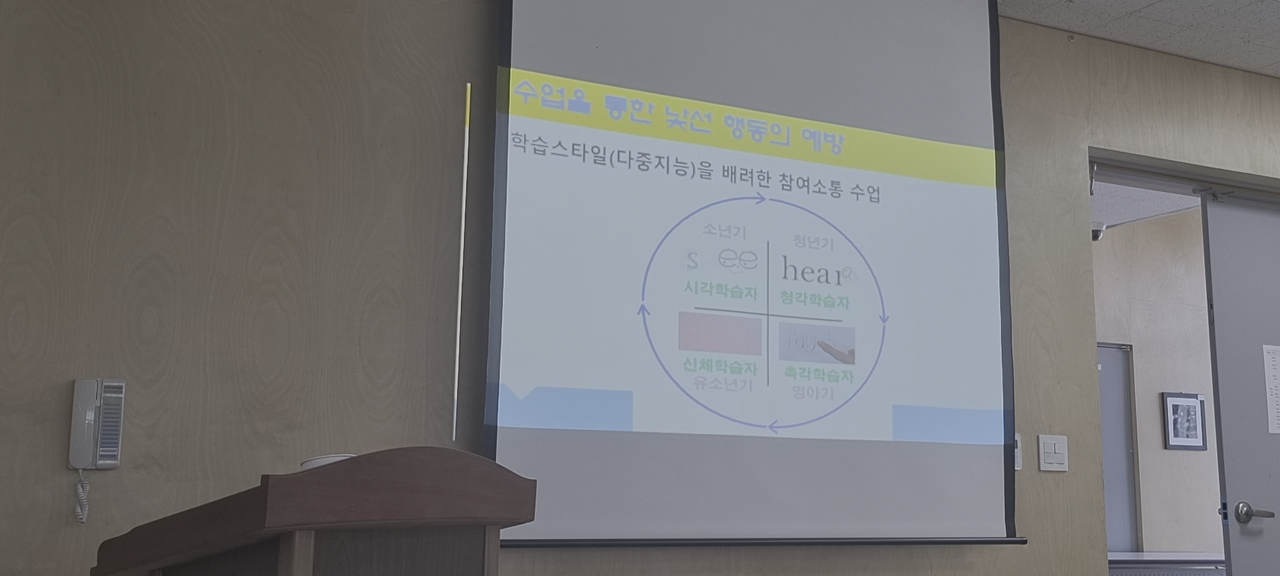 수업을 통한 낯선 행동의 예방
학습스타일(다중지능)을 배려한 참여소통 수업
소년기
청년기
s ee
hear
시각학습자
청각학습자
신체학습자
촉각학습자
유소년기
영아기